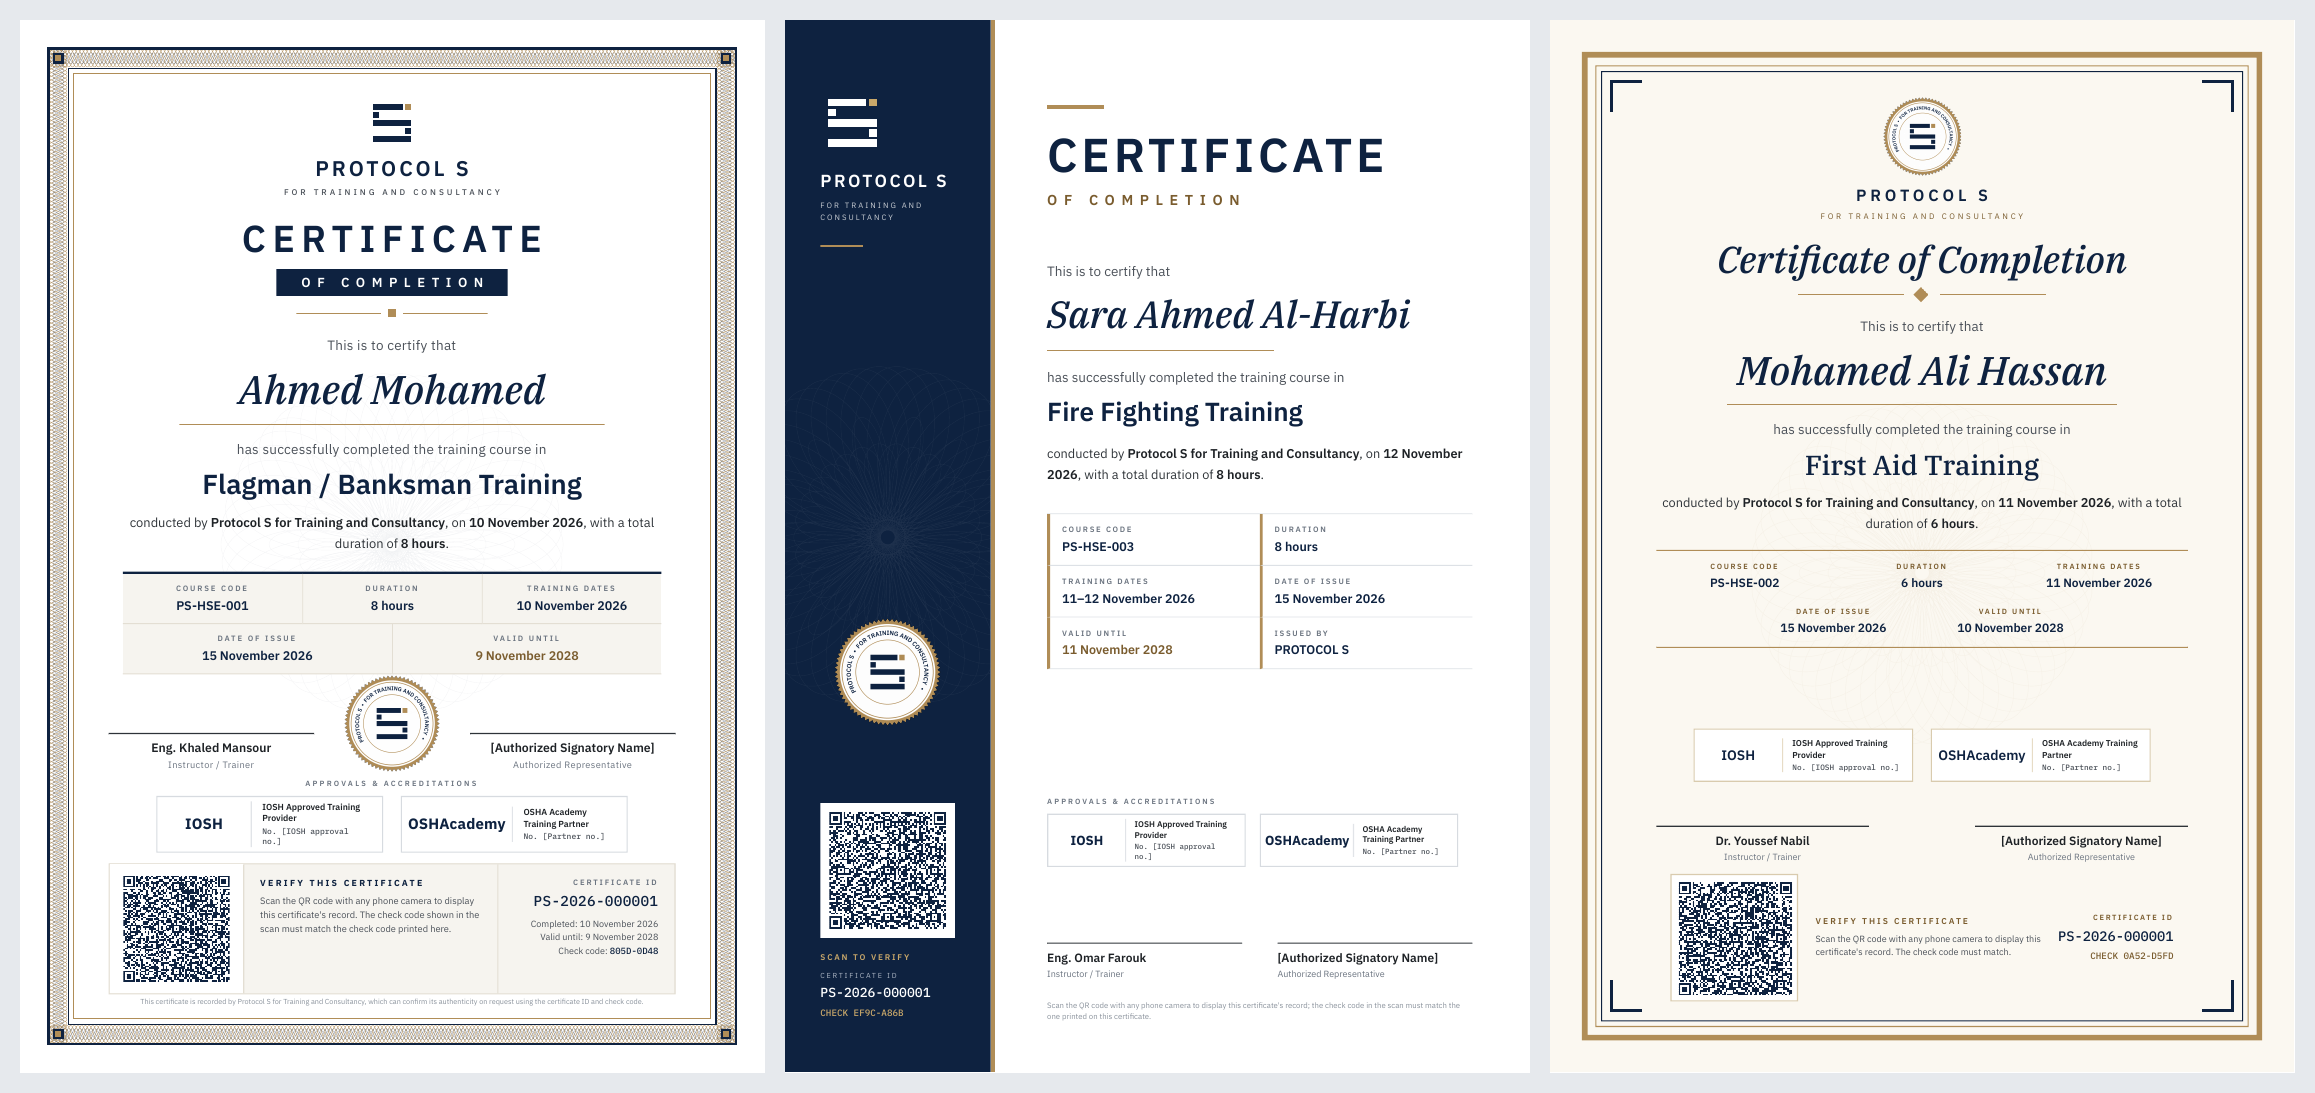 PROTOCOL S
FOR TRAINING AND CONSULTANCY
CERTIFICATE
OF COMPLETION
This is to certify that
Ahmed Mohamed
has successfully completed the training course in
Flagman / Banksman Training
conducted by Protocol S for Training and Consultancy, on 10 November 2026, with a total
duration of 8 hours.
COURSE CODE
PS-HSE-001
DURATION
8 hours
TRAINING DATES
10 November 2026
DATE OF ISSUE
15 November 2026
VALID UNTIL
9 November 2028
PROTOCOL S • FOR TRAINING AND CONSULTANCY •
Eng. Khaled Mansour
Instructor / Trainer
[Authorized Signatory Name]
Authorized Representative
APPROVALS & ACCREDITATIONS
IOSH
IOSH Approved Training
Provider
No. [IOSH approval
no.]
OSHAcademy
OSHA Academy
Training Partner
No. [Partner no.]
VERIFY THIS CERTIFICATE
Scan the QR code with any phone camera to display
this certificate's record. The check code shown in the
scan must match the check code printed here.
CERTIFICATE ID
PS-2026-000001
Completed: 10 November 2026
Valid until: 9 November 2028
Check code: 805D-0D48
This certificate is recorded by Protocol S for Training and Consultancy, which can confirm its authenticity on request using the certificate ID and check code.
PROTOCOL S
FOR TRAINING AND
CONSULTANCY
PROTOCOL S • FOR TRAINING AND CONSULTANCY •
SCAN TO VERIFY
CERTIFICATE ID
PS-2026-000001
CHECK EF9C-A86B
CERTIFICATE
OF COMPLETION
This is to certify that
Sara Ahmed Al-Harbi
has successfully completed the training course in
Fire Fighting Training
conducted by Protocol S for Training and Consultancy, on 12 November
2026, with a total duration of 8 hours.
COURSE CODE
PS-HSE-003
DURATION
8 hours
TRAINING DATES
11–12 November 2026
DATE OF ISSUE
15 November 2026
VALID UNTIL
11 November 2028
ISSUED BY
PROTOCOL S
APPROVALS & ACCREDITATIONS
IOSH
IOSH Approved Training
Provider
No. [IOSH approval
no.]
OSHAcademy
OSHA Academy
Training Partner
No. [Partner no.]
Eng. Omar Farouk
Instructor / Trainer
[Authorized Signatory Name]
Authorized Representative
Scan the QR code with any phone camera to display this certificate's record; the check code in the scan must match the
one printed on this certificate.
PROTOCOL S • FOR TRAINING AND CONSULTANCY •
PROTOCOL S
FOR TRAINING AND CONSULTANCY
Certificate of Completion
This is to certify that
Mohamed Ali Hassan
has successfully completed the training course in
First Aid Training
conducted by Protocol S for Training and Consultancy, on 11 November 2026, with a total
duration of 6 hours.
COURSE CODE
PS-HSE-002
DURATION
6 hours
TRAINING DATES
11 November 2026
DATE OF ISSUE
15 November 2026
VALID UNTIL
10 November 2028
IOSH
IOSH Approved Training
Provider
No. [IOSH approval no.]
OSHAcademy
OSHA Academy Training
Partner
No. [Partner no.]
Dr. Youssef Nabil
Instructor / Trainer
[Authorized Signatory Name]
Authorized Representative
VERIFY THIS CERTIFICATE
Scan the QR code with any phone camera to display this
certificate's record. The check code must match.
CERTIFICATE ID
PS-2026-000001
CHECK 0A52-D5FD